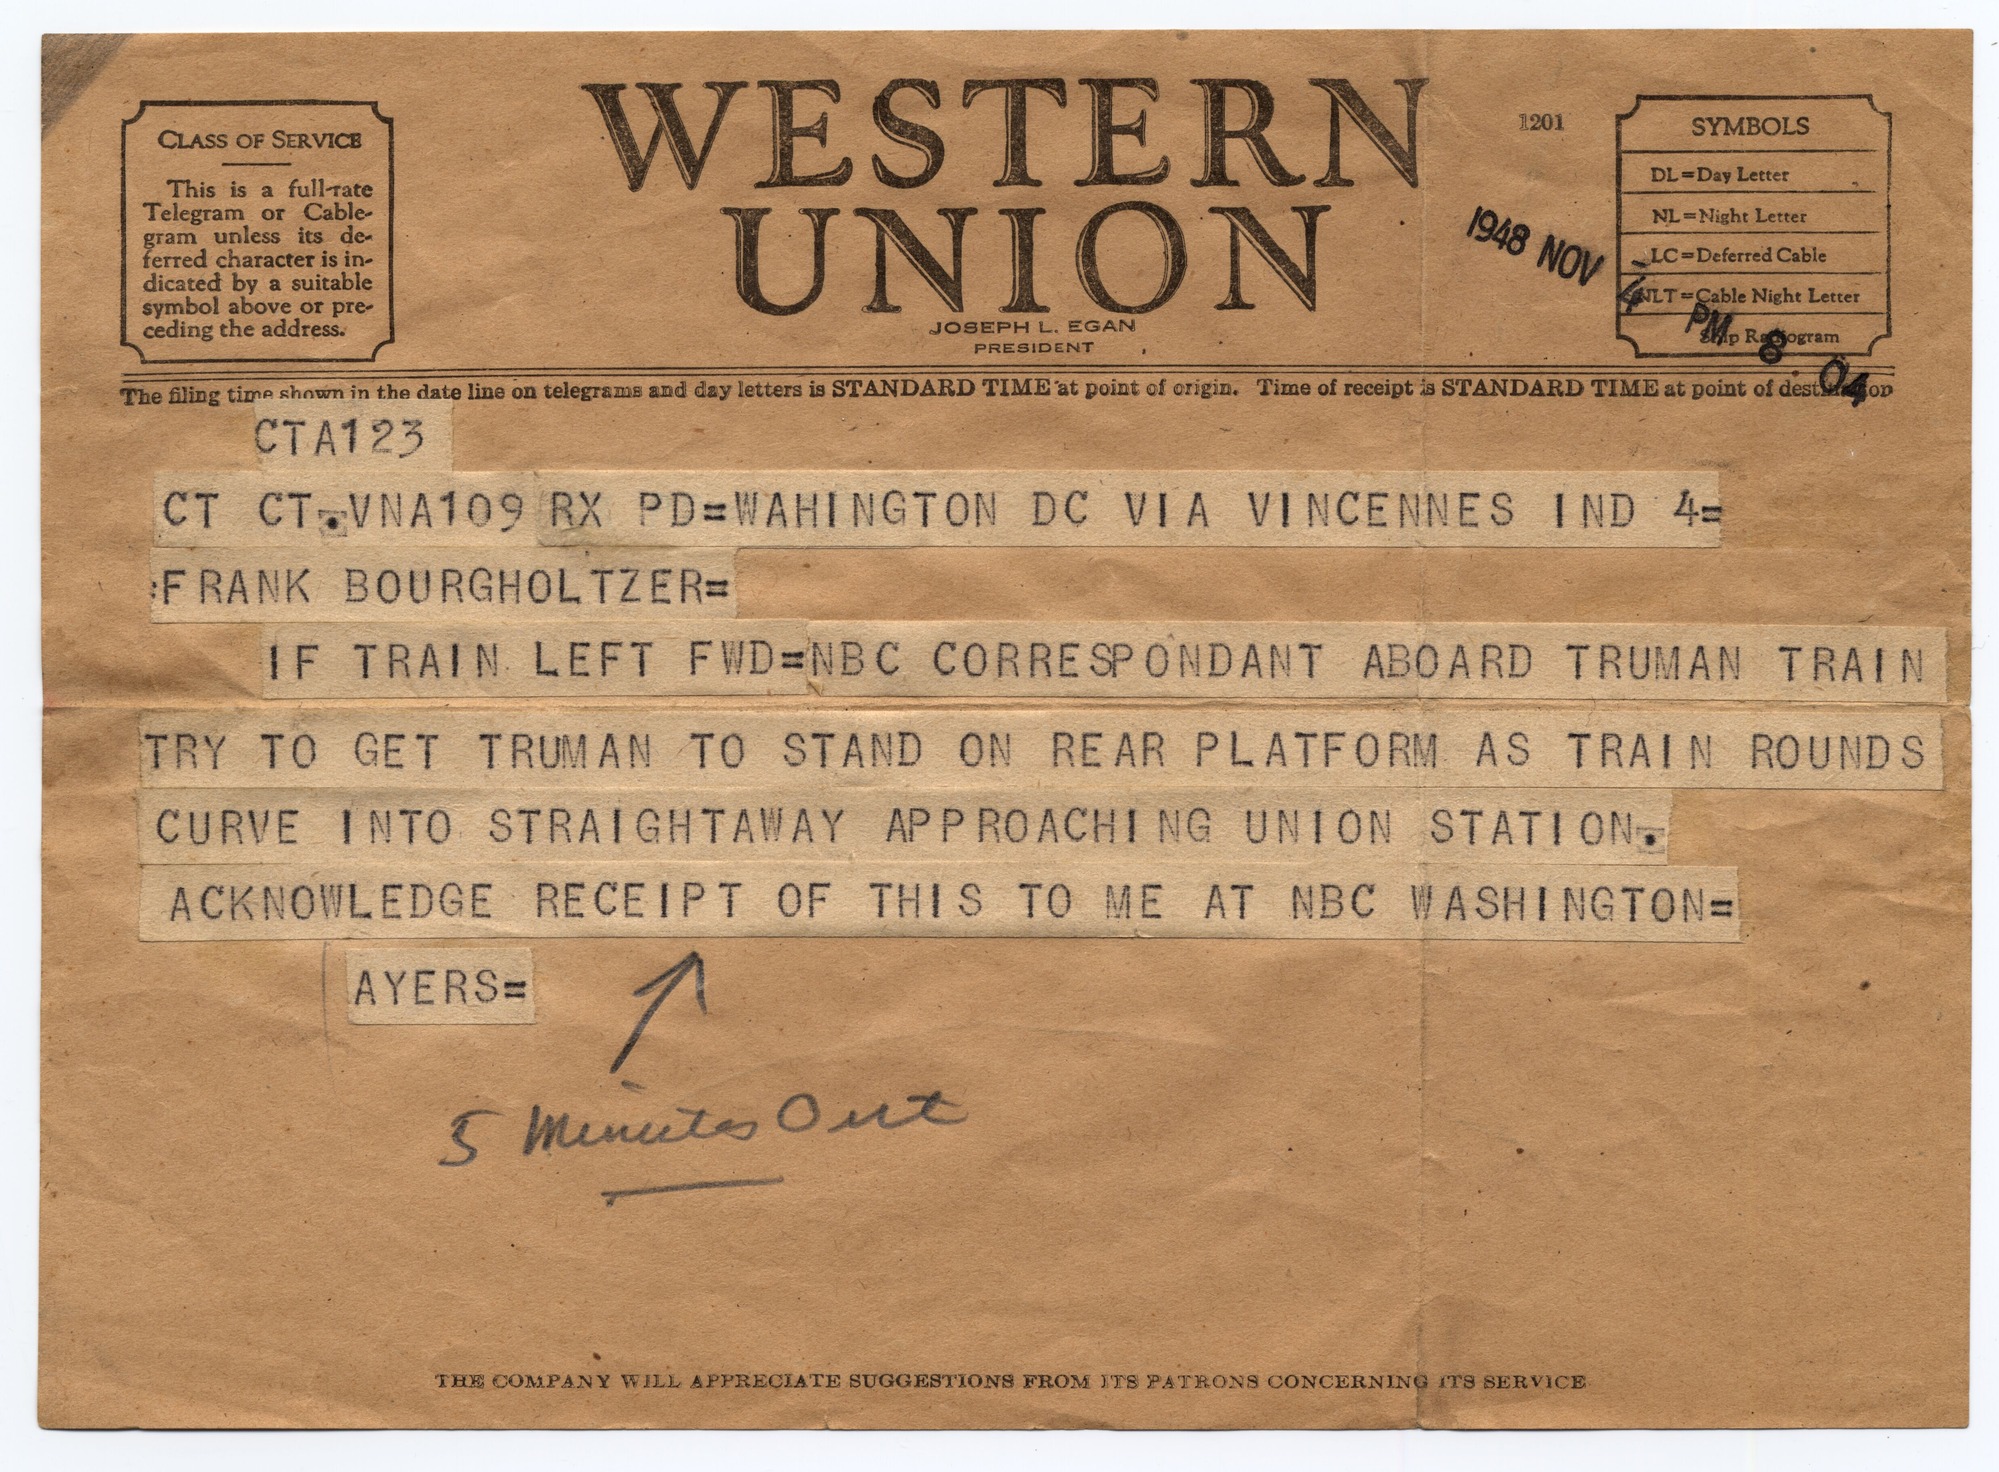 CLASS OF SERVICE
This is a full-rate
Telegram or Cable-
gram unless its de-
ferred character is in-
dicated by a suitable
symbol above or pre-
ceding the address.
WESTERN
UNION
JOSEPH L. EGAN
PRESIDENT
1201
1948 NOV 4 PM 8 04
SYMBOLS
DL=Day Letter
NL=Night Letter
LC=Deferred Cable
NLT=Cable Night Letter
Ship Radiogram
The filing time shown in the date line on telegrams and day letters is STANDARD TIME at point of origin. Time of receipt is STANDARD TIME at point of destination
CTA123
CT CT.VNA109 RX PD=WAHINGTON DC VIA VINCENNES IND 4=
:FRANK BOURGHOLTZER=
IF TRAIN LEFT FWD=NBC CORRESPONDANT ABOARD TRUMAN TRAIN
TRY TO GET TRUMAN TO STAND ON REAR PLATFORM AS TRAIN ROUNDS
CURVE INTO STRAIGHTAWAY APPROACHING UNION STATION.
ACKNOWLEDGE RECEIPT OF THIS TO ME AT NBC WASHINGTON=
AYERS=
5 Minutes Out
THE COMPANY WILL APPRECIATE SUGGESTIONS FROM ITS PATRONS CONCERNING ITS SERVICE